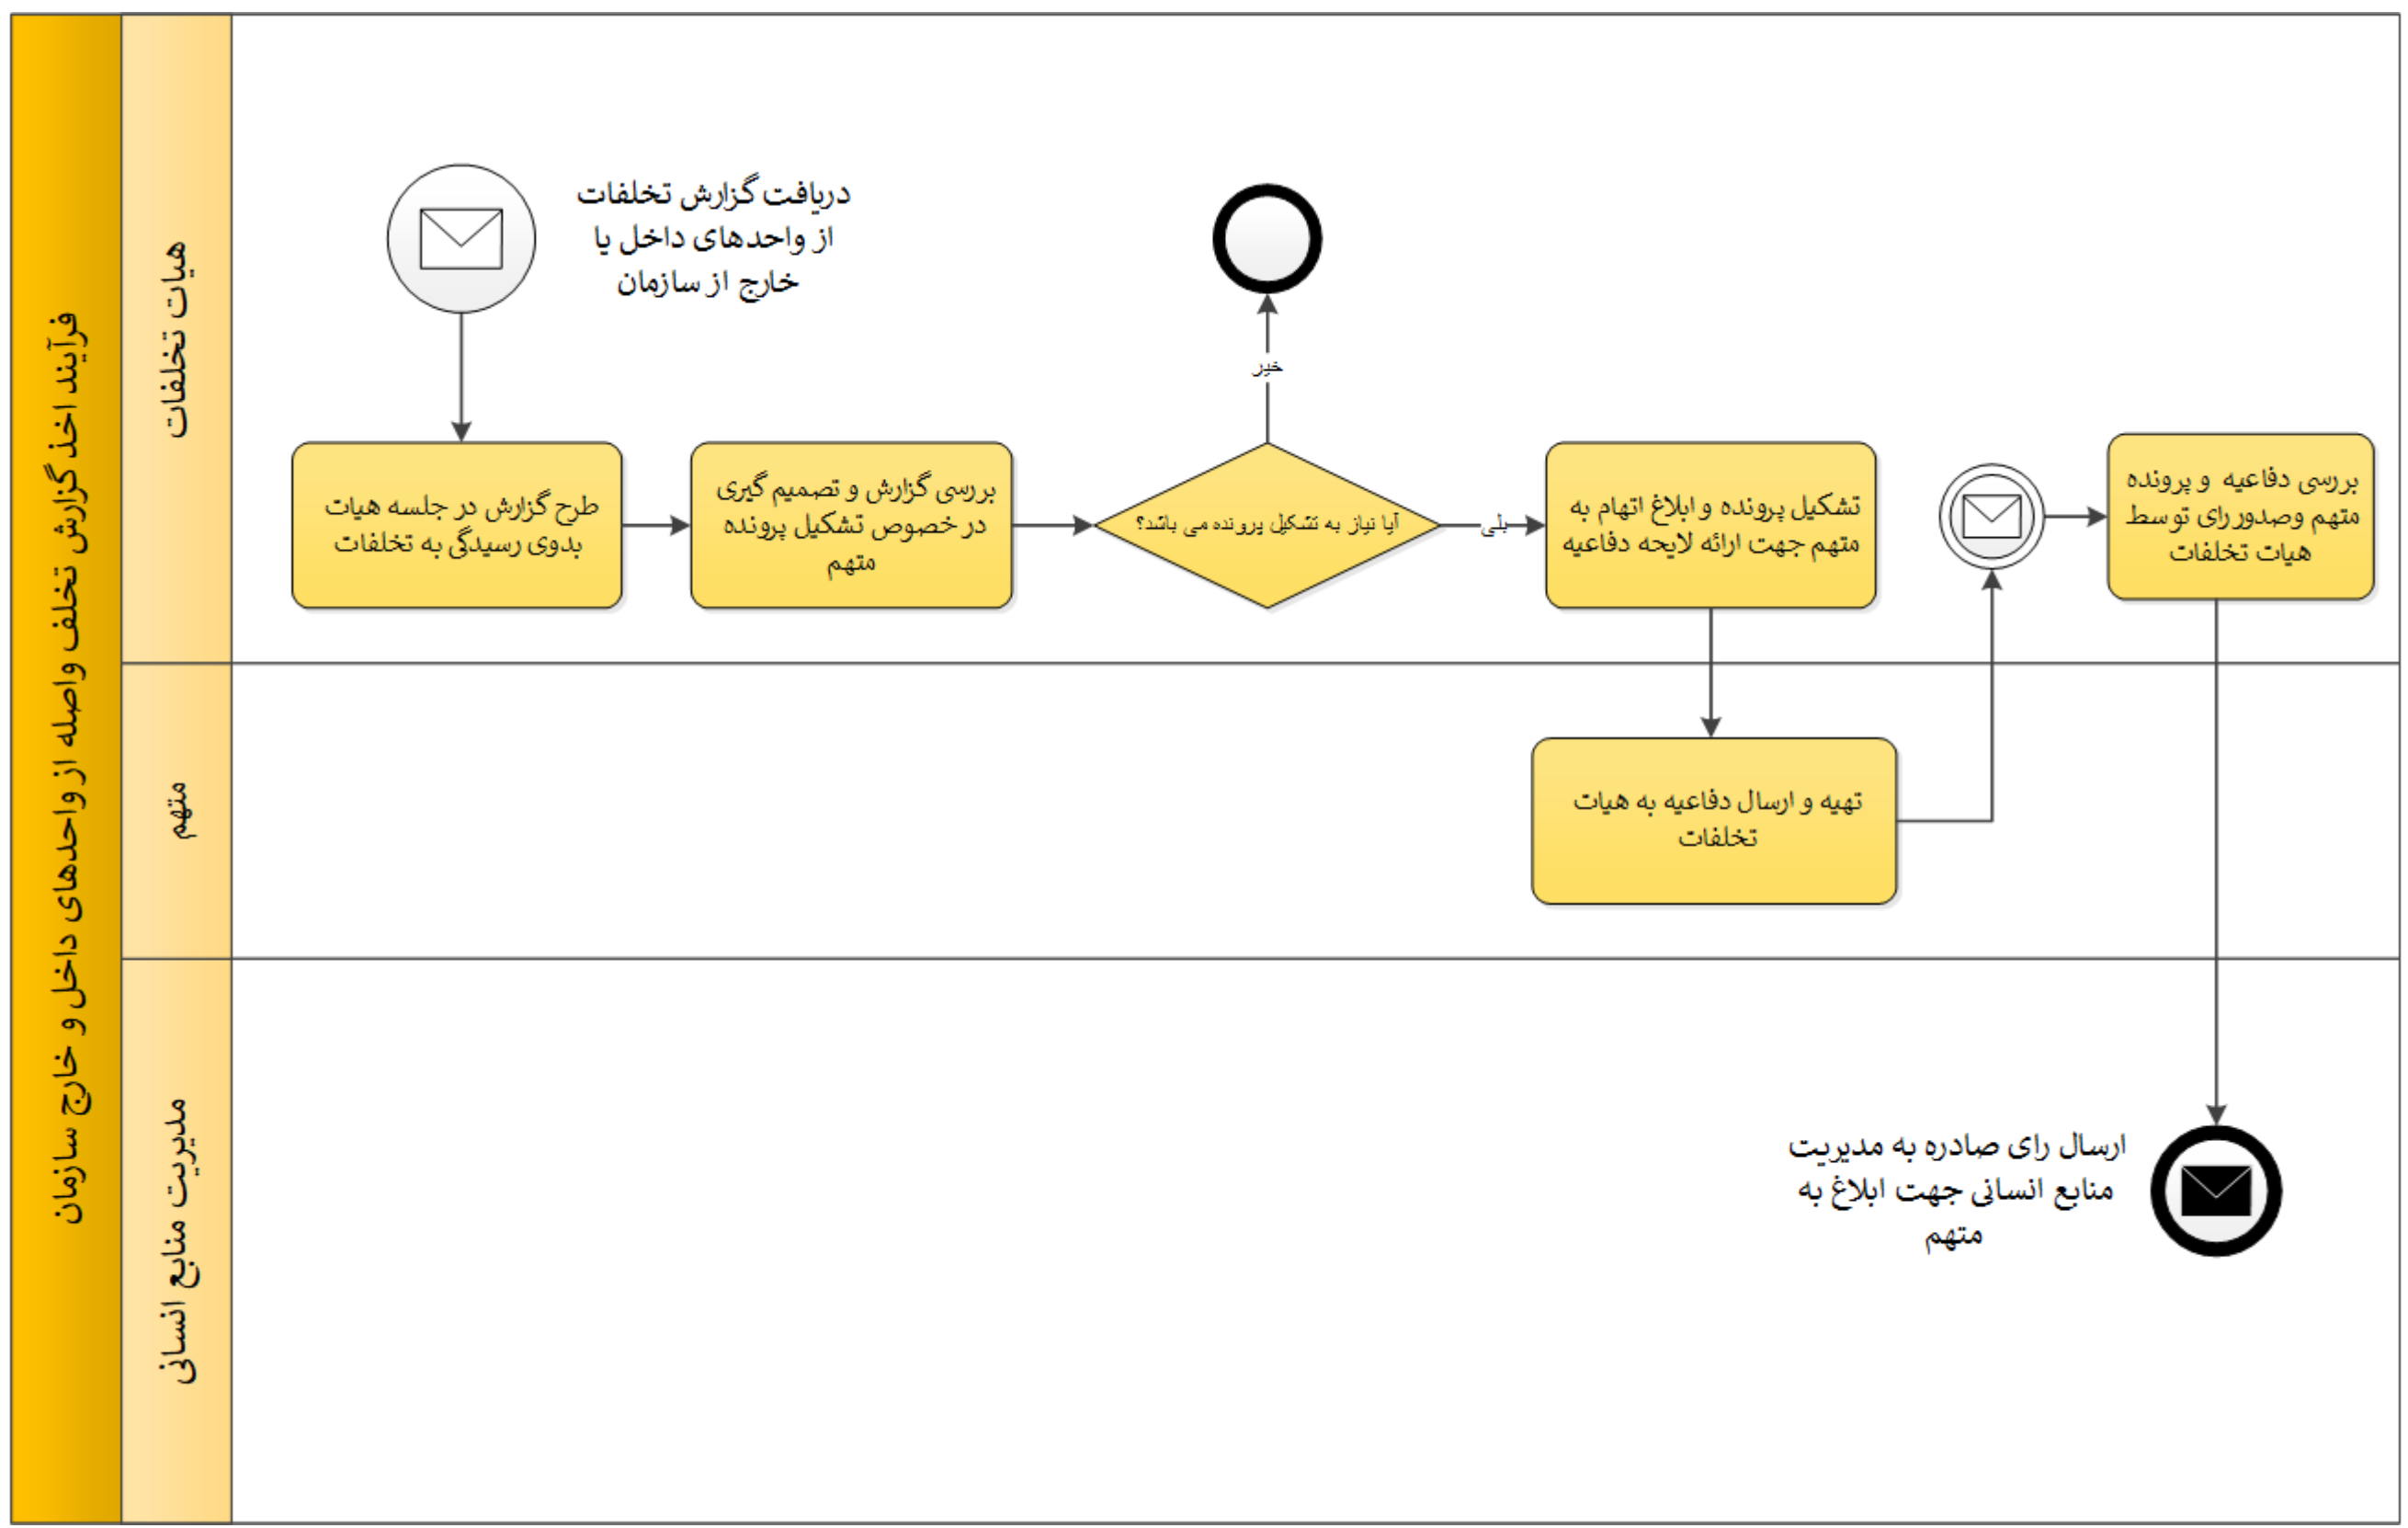 فرآیند اخذ گزارش تخلف واصله از واحدهای داخل و خارج سازمان
هیات تخلفات
دریافت گزارش تخلفات
از واحدهای داخل یا
خارج از سازمان
طرح گزارش در جلسه هیات
بدوی رسیدگی به تخلفات
بررسی گزارش و تصمیم گیری
در خصوص تشکیل پرونده
متهم
آیا نیاز به تشکیل پرونده می باشد؟
خیر
بلی
تشکیل پرونده و ابلاغ اتهام به
متهم جهت ارائه لایحه دفاعیه
بررسی دفاعیه و پرونده
متهم وصدور رای توسط
هیات تخلفات
متهم
تهیه و ارسال دفاعیه به هیات
تخلفات
مدیریت منابع انسانی
ارسال رای صادره به مدیریت
منابع انسانی جهت ابلاغ به
متهم